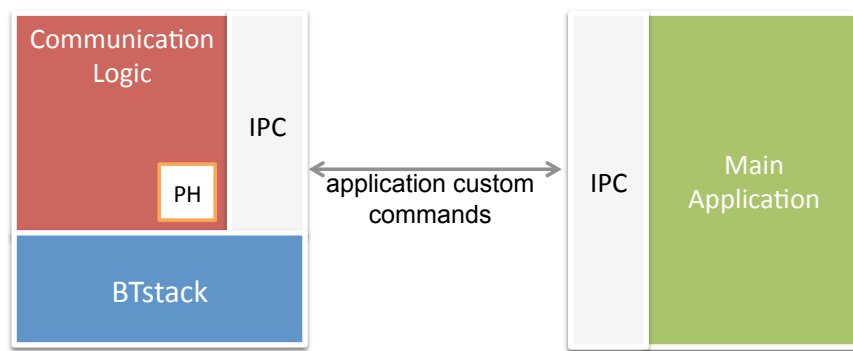 Communication
Logic
IPC
PH
BTstack
application custom
commands
IPC
Main
Application